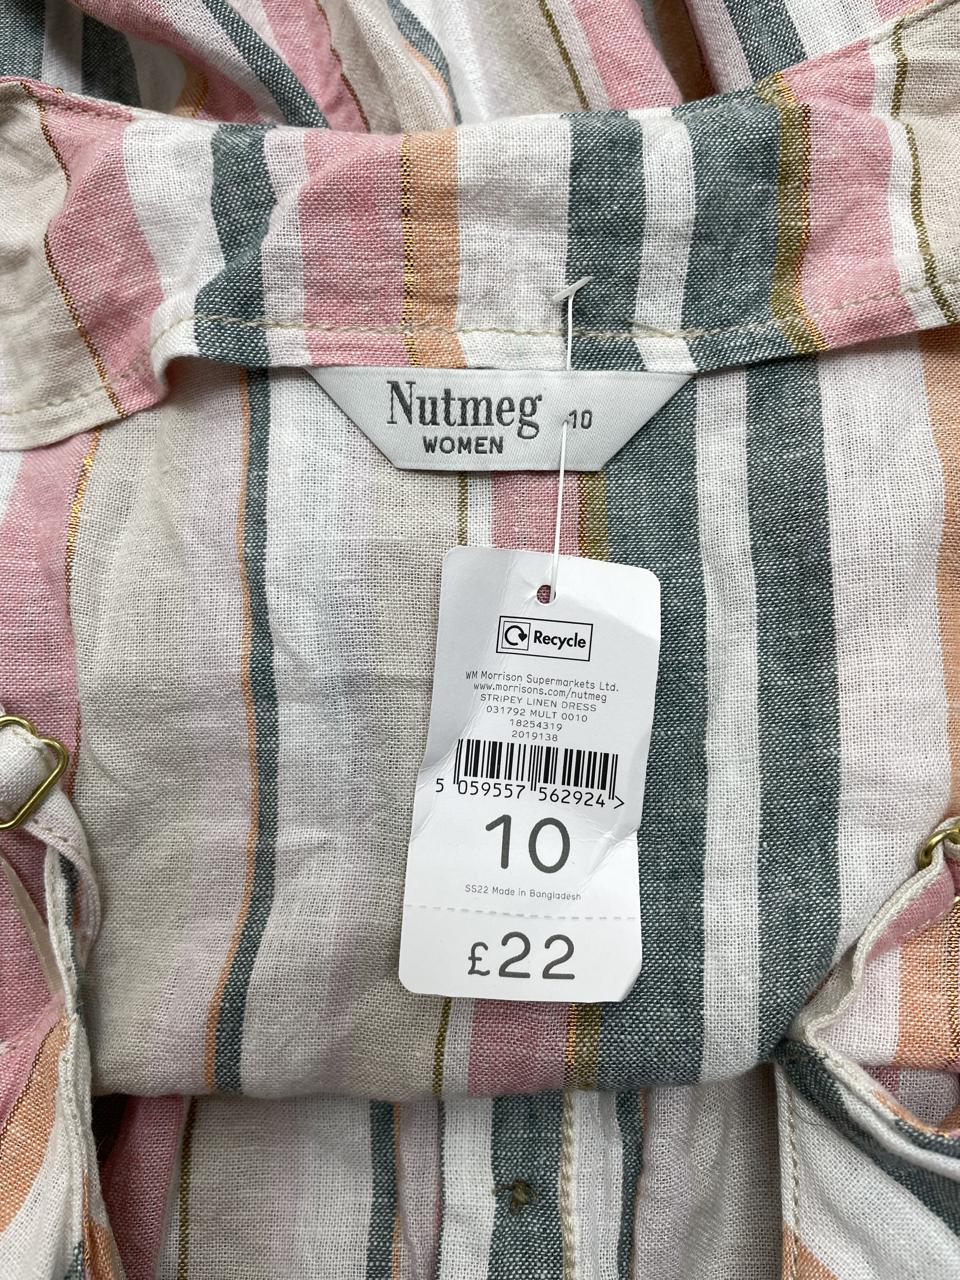 Nutmeg 10
WOMEN
Recycle
WM Morrison Supermarkets Ltd.
www.morrisons.com/nutmeg
STRIPEY LINEN DRESS
031792 MULT 0010
18254319
2019138
5 059557 562924 >
10
SS22 Made in Bangladesh
£22